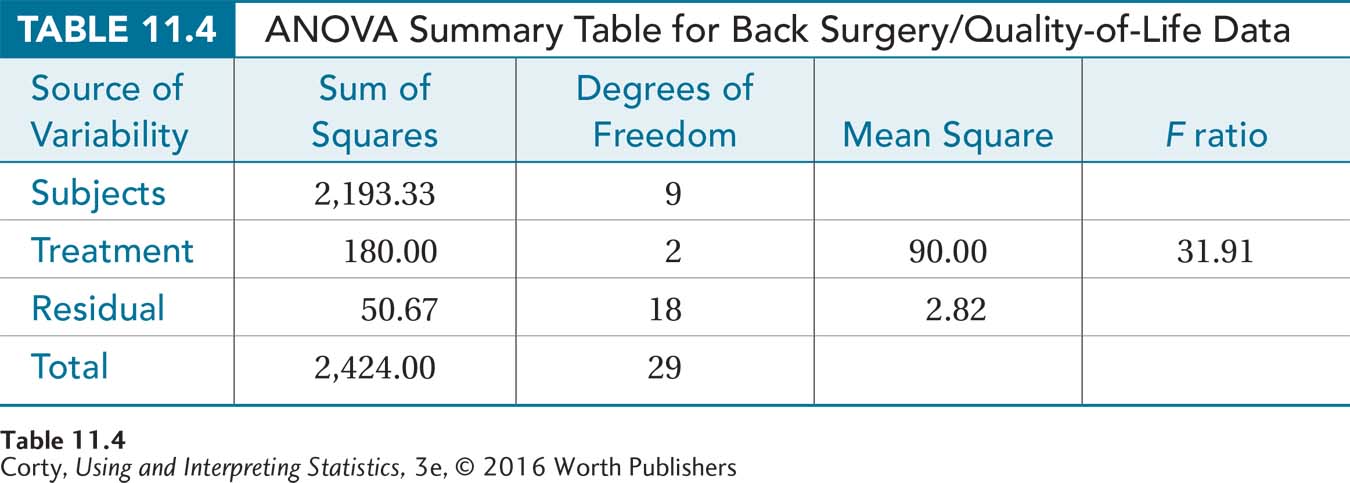 TABLE 11.4 ANOVA Summary Table for Back Surgery/Quality-of-Life Data
Source of Variability Sum of Squares Degrees of Freedom Mean Square F ratio
Subjects 2,193.33 9
Treatment 180.00 2 90.00 31.91
Residual 50.67 18 2.82
Total 2,424.00 29
Table 11.4
Corty, Using and Interpreting Statistics, 3e, © 2016 Worth Publishers